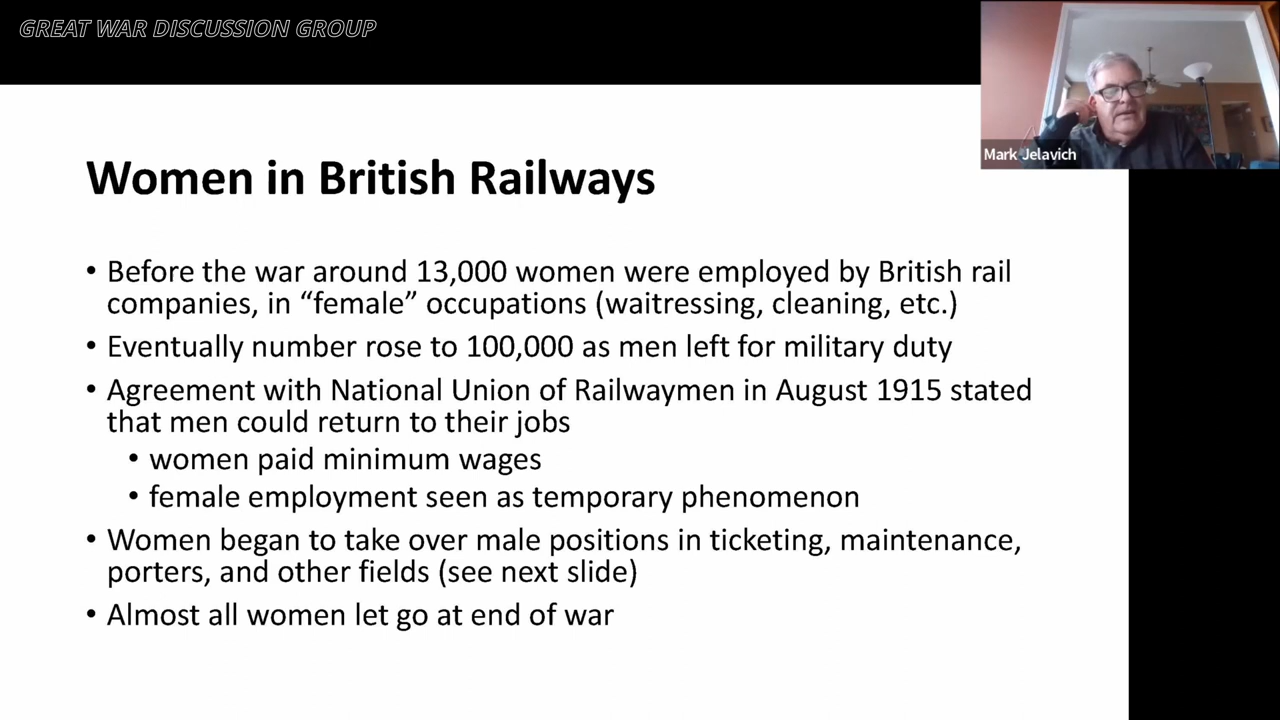 GREAT WAR DISCUSSION GROUP
Mark Jelavich
Women in British Railways
• Before the war around 13,000 women were employed by British rail
companies, in “female” occupations (waitressing, cleaning, etc.)
• Eventually number rose to 100,000 as men left for military duty
• Agreement with National Union of Railwaymen in August 1915 stated
that men could return to their jobs
• women paid minimum wages
• female employment seen as temporary phenomenon
• Women began to take over male positions in ticketing, maintenance,
porters, and other fields (see next slide)
• Almost all women let go at end of war